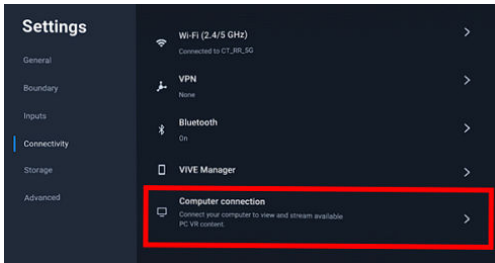 Settings
General
Boundary
Inputs
Connectivity
Storage
Advanced
Wi-Fi (2.4/5 GHz)
Connected to CT_RR_5G
VPN
None
Bluetooth
On
VIVE Manager
Computer connection
Connect your computer to view and stream available
PC VR content.